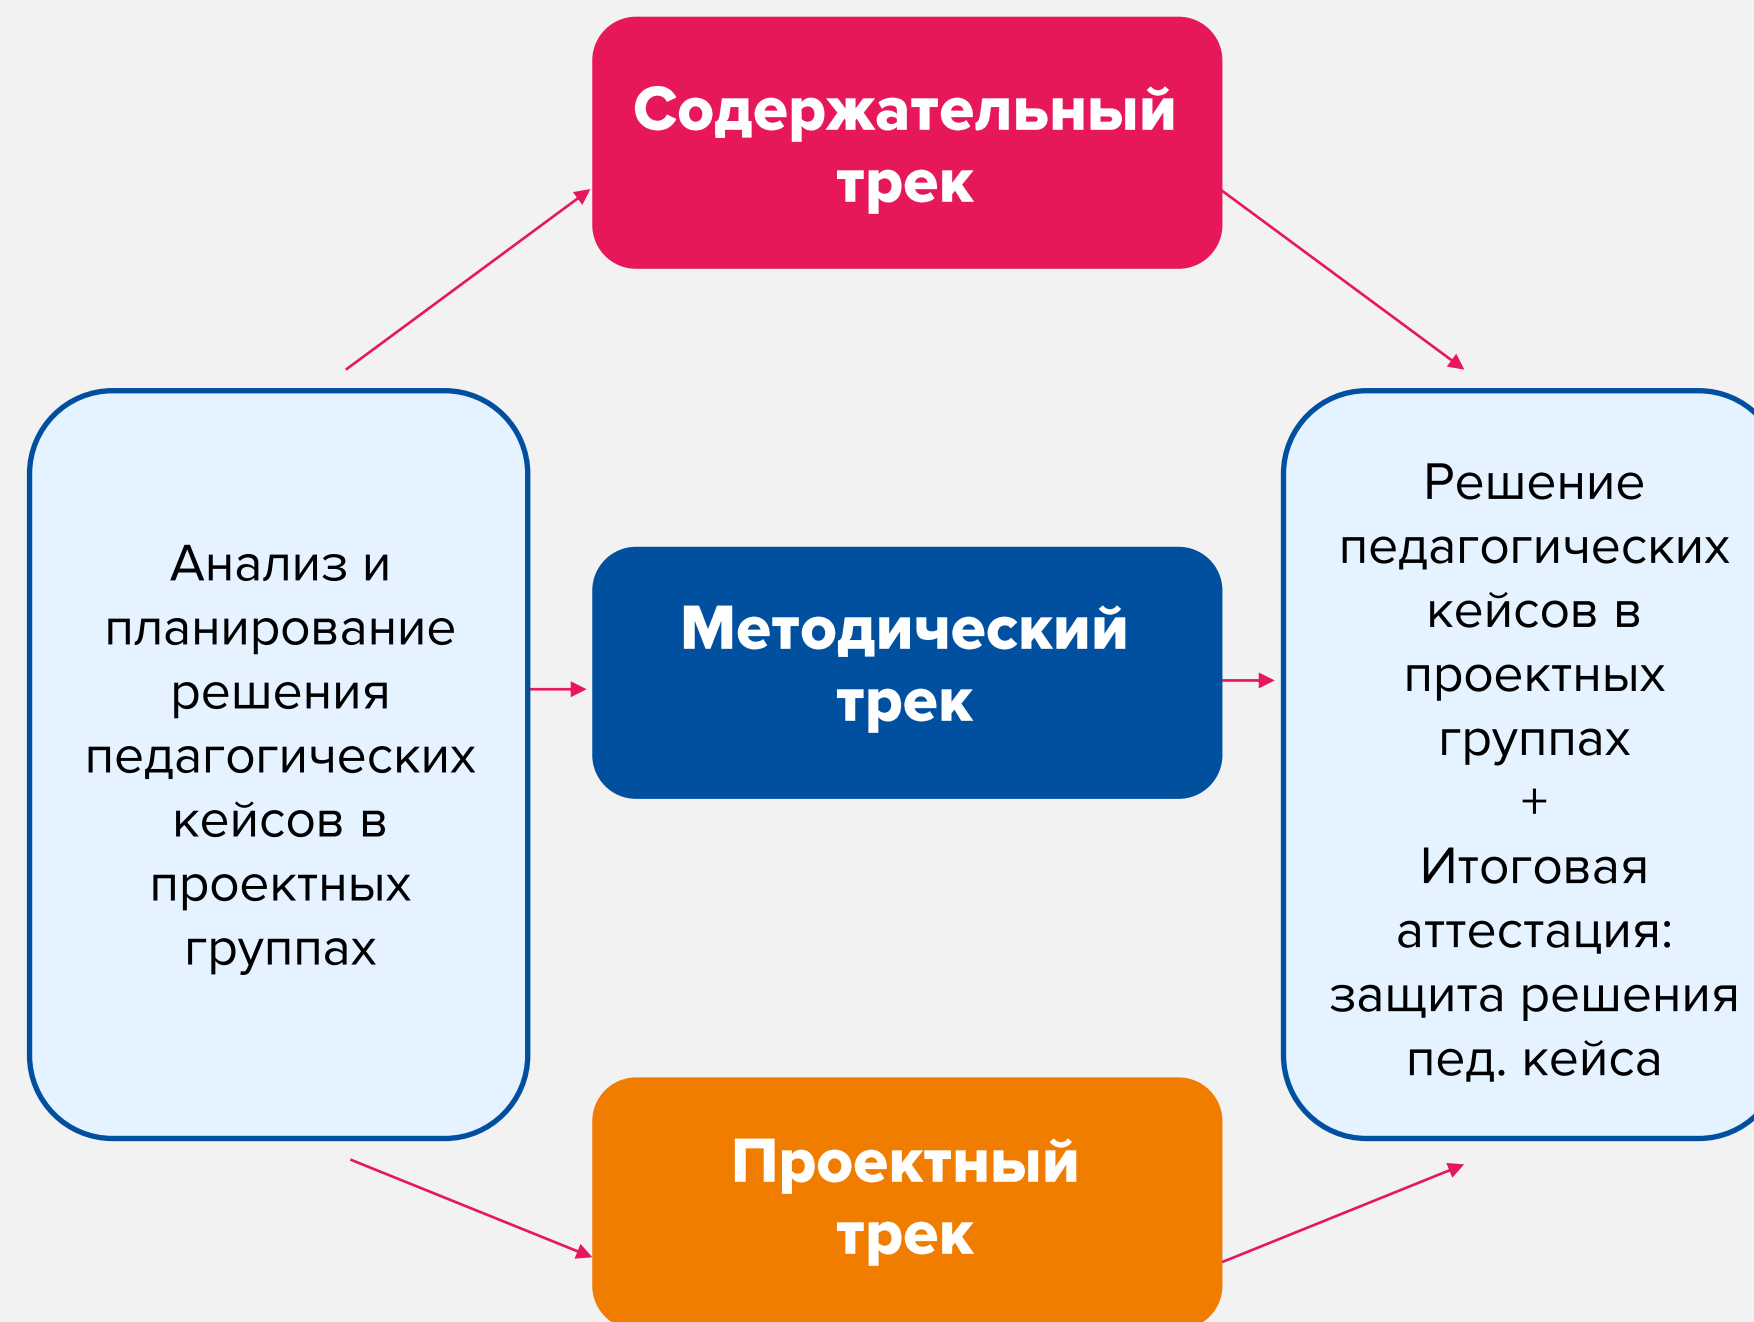 Содержательный
трек
Анализ и
планирование
решения
педагогических
кейсов в
проектных
группах
Методический
трек
Решение
педагогических
кейсов в
проектных
группах
+
Итоговая
аттестация:
защита решения
пед. кейса
Проектный
трек